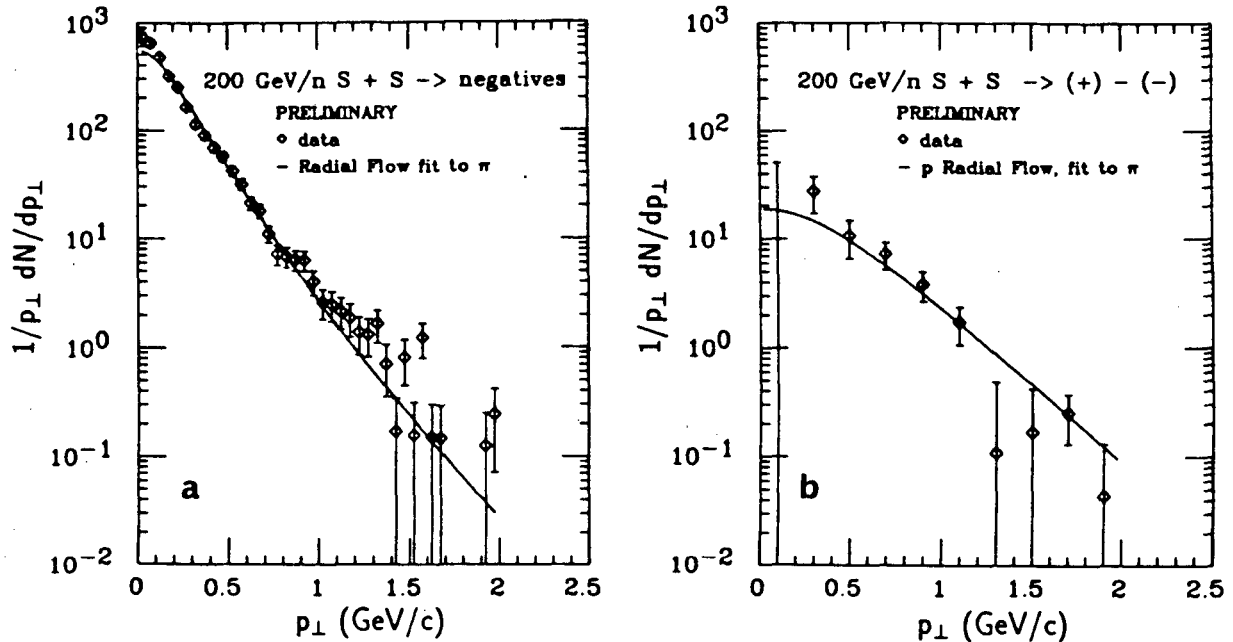 10³
10²
10¹
10⁰
10⁻¹
10⁻²
1/p⊥ dN/dp⊥
200 GeV/n S + S -> negatives
PRELIMINARY
◇ data
– Radial Flow fit to π
a
0 0.5 1 1.5 2 2.5
p⊥ (GeV/c)
10³
10²
10¹
10⁰
10⁻¹
10⁻²
1/p⊥ dN/dp⊥
200 GeV/n S + S -> (+) - (-)
PRELIMINARY
◇ data
– p Radial Flow, fit to π
b
0 0.5 1 1.5 2 2.5
p⊥ (GeV/c)